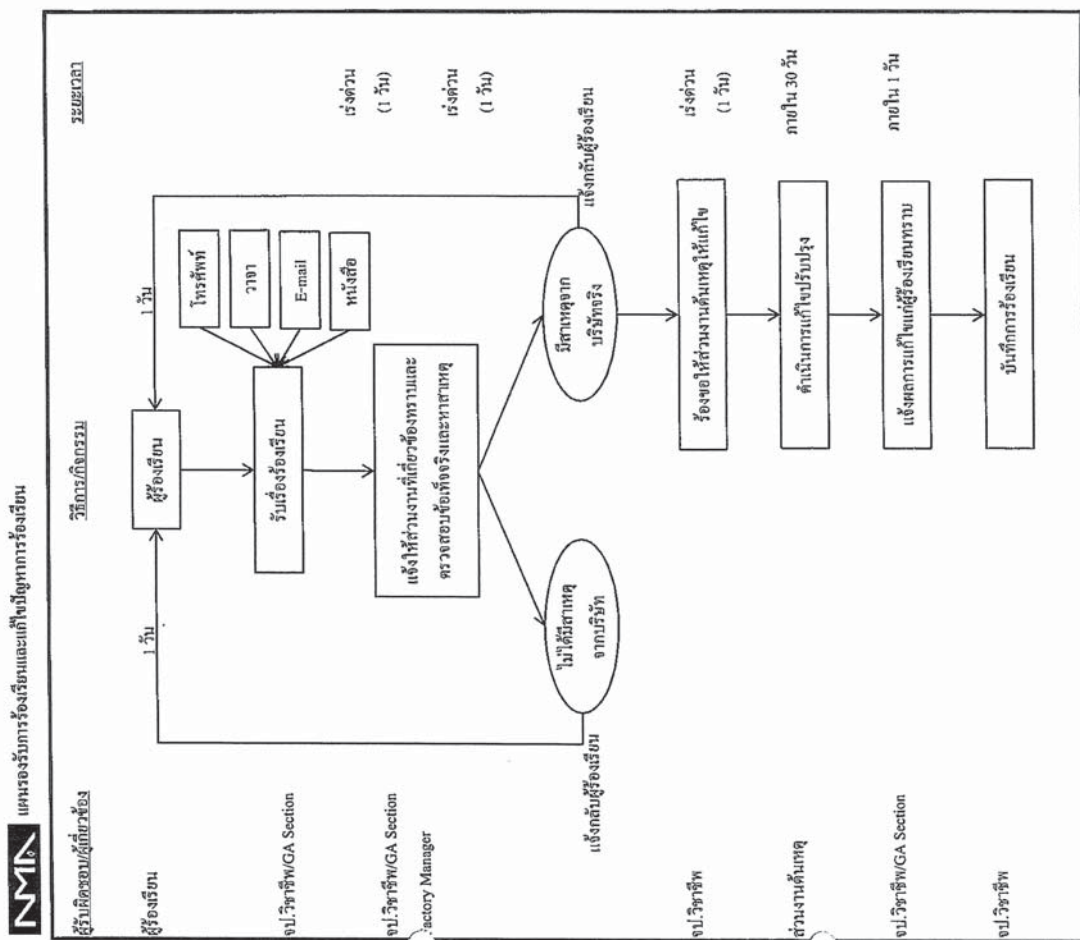 NMB แผนรองรับการร้องเรียนและแก้ไขปัญหาการร้องเรียน
ผู้รับผิดชอบ/ผู้เกี่ยวข้อง
วิธีการ/กิจกรรม
ระยะเวลา
1 วัน
1 วัน
ผู้ร้องเรียน
ผู้ร้องเรียน
โทรศัพท์
วาจา
E-mail
หนังสือ
จป.วิชาชีพ/GA Section
รับเรื่องร้องเรียน
จป.วิชาชีพ/GA Section
แจ้งให้ส่วนงานที่เกี่ยวข้องทราบและ
ตรวจสอบข้อเท็จจริงและหาสาเหตุ
เร่งด่วน
(1 วัน)
actory Manager
เร่งด่วน
(1 วัน)
ไม่ได้มีสาเหตุ
จากบริษัท
มีสาเหตุจาก
บริษัทจริง
แจ้งกลับผู้ร้องเรียน
แจ้งกลับผู้ร้องเรียน
จป.วิชาชีพ
ร้องขอให้ส่วนงานต้นเหตุให้แก้ไข
เร่งด่วน
(1 วัน)
ส่วนงานต้นเหตุ
ดำเนินการแก้ไขปรับปรุง
ภายใน 30 วัน
จป.วิชาชีพ/GA Section
แจ้งผลการแก้ไขแก่ผู้ร้องเรียนทราบ
ภายใน 1 วัน
จป.วิชาชีพ
บันทึกการร้องเรียน